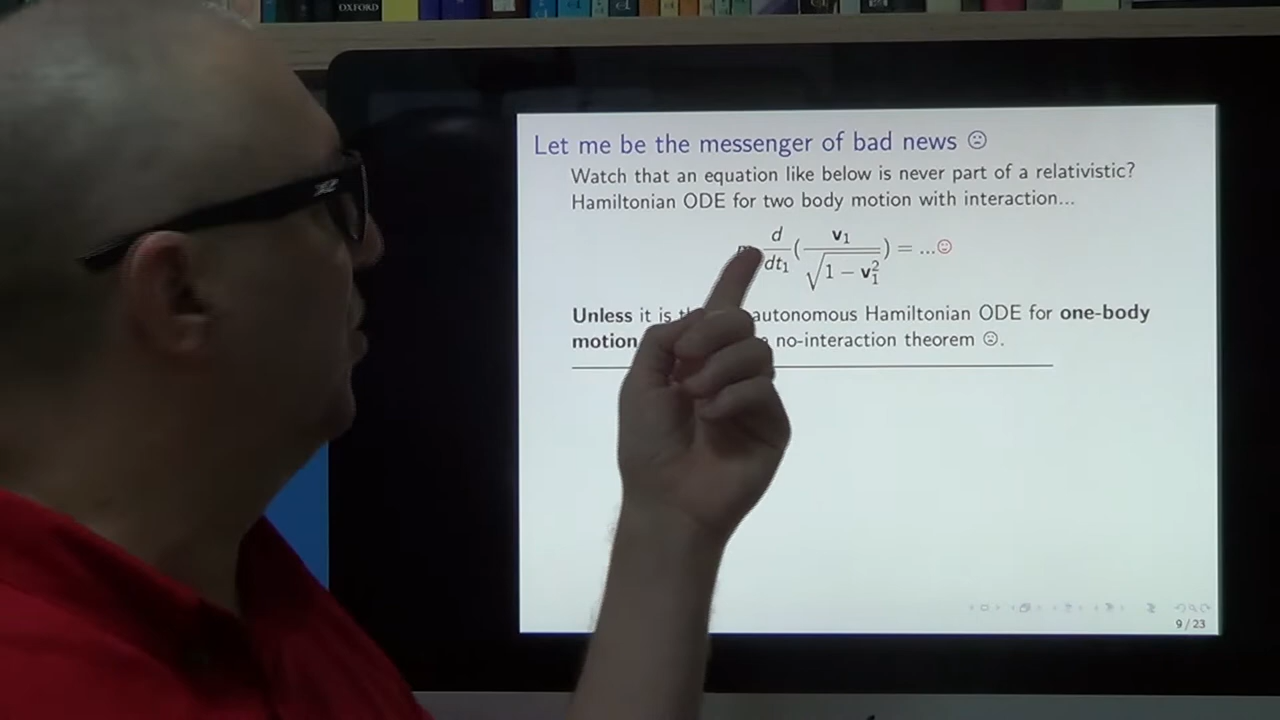 OXFORD
Let me be the messenger of bad news ☹
Watch that an equation like below is never part of a relativistic?
Hamiltonian ODE for two body motion with interaction...
d/dt₁ ( v₁ / √(1 − v₁²) ) = ...☹
Unless it is autonomous Hamiltonian ODE for one-body
motion no-interaction theorem ☹.
9 / 23